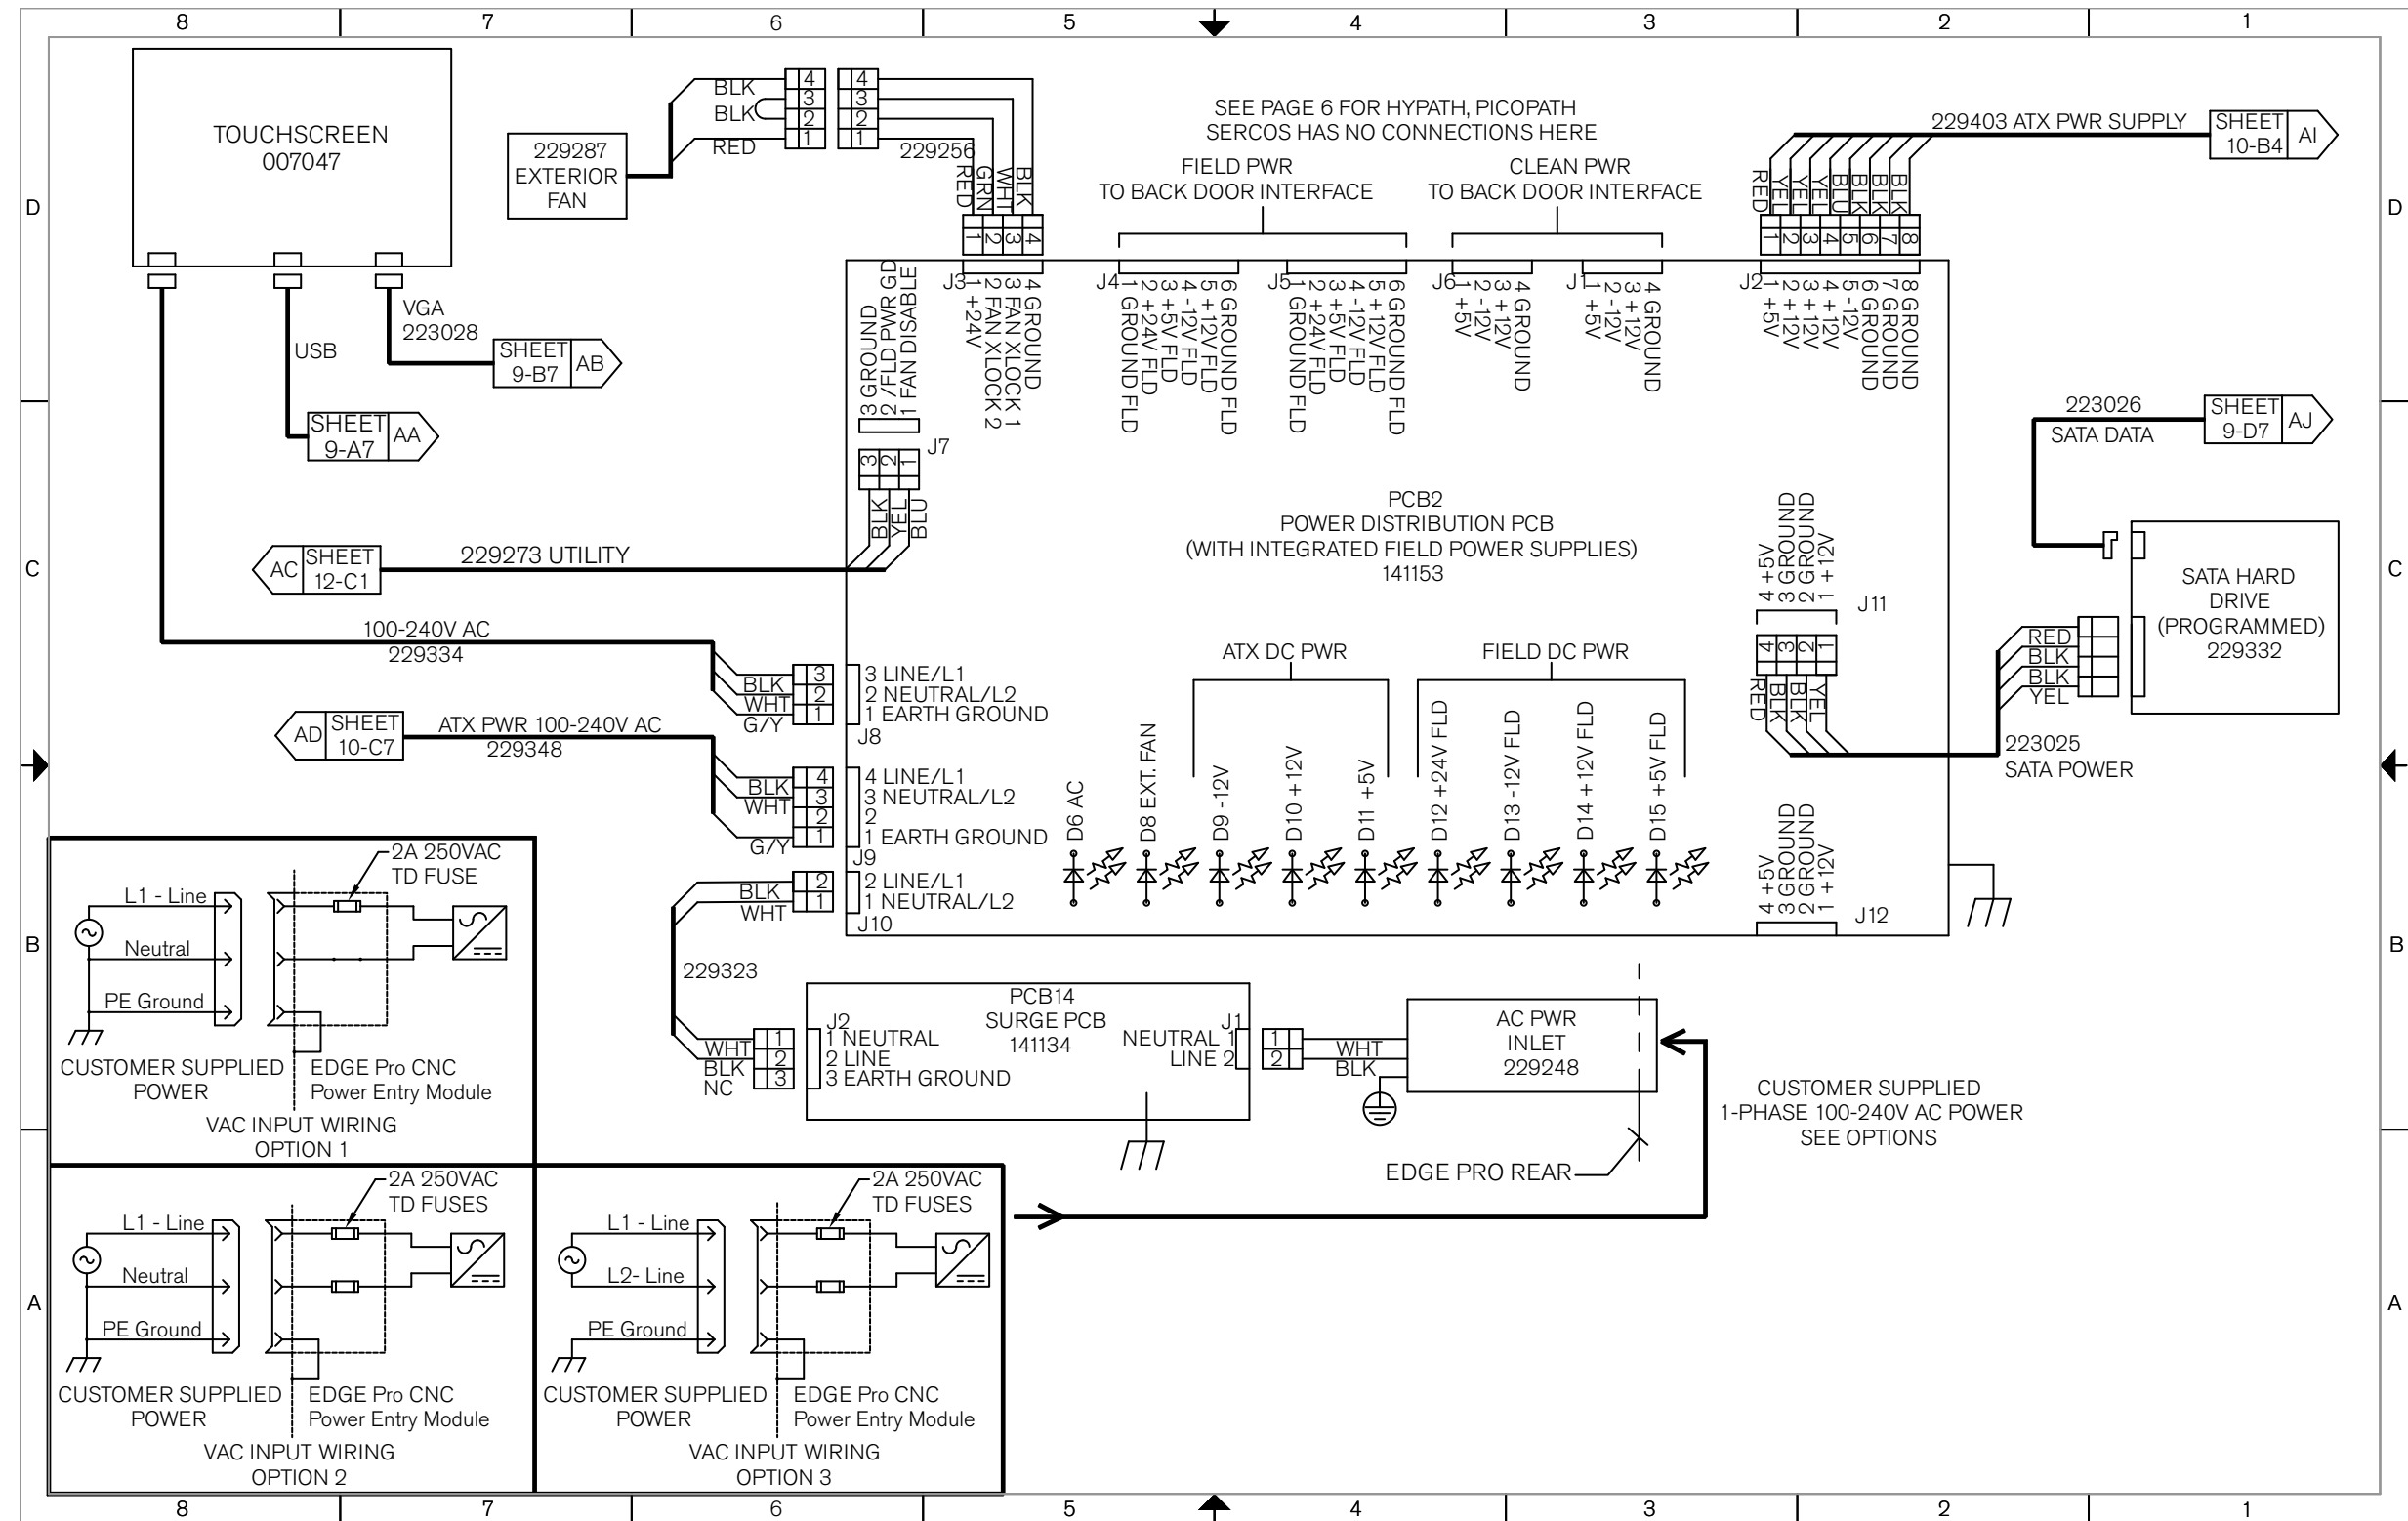 8 7 6 5 4 3 2 1
D
C
B
A
D
C
B
A
TOUCHSCREEN
007047
VGA
223028
USB
SHEET
9-B7
AB
SHEET
9-A7
AA
229287
EXTERIOR
FAN
BLK
BLK
RED
4
3
2
1
4
3
2
1
229256
RED
GRN
WHT
BLK
1
2
3
4
SEE PAGE 6 FOR HYPATH, PICOPATH
SERCOS HAS NO CONNECTIONS HERE
FIELD PWR
TO BACK DOOR INTERFACE
CLEAN PWR
TO BACK DOOR INTERFACE
229403 ATX PWR SUPPLY
SHEET
10-B4
AI
RED
YEL
YEL
YEL
BLU
BLK
BLK
BLK
1
2
3
4
5
6
7
8
J3
1 +24V
2 FAN XLOCK 2
3 FAN XLOCK 1
4 GROUND
J4
1 GROUND FLD
2 +24V FLD
3 +5V FLD
4 -12V FLD
5 +12V FLD
6 GROUND FLD
J5
1 GROUND FLD
2 +24V FLD
3 +5V FLD
4 -12V FLD
5 +12V FLD
6 GROUND FLD
J6
1 +5V
2 -12V
3 +12V
4 GROUND
J1
1 +5V
2 -12V
3 +12V
4 GROUND
J2
1 +5V
2 +12V
3 +12V
4 +12V
5 -12V
6 GROUND
7 GROUND
8 GROUND
3 GROUND
2 /FLD PWR GD
1 FAN DISABLE
J7
3
2
1
BLK
YEL
BLU
AC
SHEET
12-C1
229273 UTILITY
PCB2
POWER DISTRIBUTION PCB
(WITH INTEGRATED FIELD POWER SUPPLIES)
141153
223026
SATA DATA
SHEET
9-D7
AJ
SATA HARD
DRIVE
(PROGRAMMED)
229332
RED
BLK
BLK
YEL
4 +5V
3 GROUND
2 GROUND
1 +12V
J11
4
3
2
1
RED
BLK
BLK
YEL
223025
SATA POWER
100-240V AC
229334
BLK
WHT
G/Y
3
2
1
3 LINE/L1
2 NEUTRAL/L2
1 EARTH GROUND
J8
AD
SHEET
10-C7
ATX PWR 100-240V AC
229348
BLK
WHT
G/Y
4
3
2
1
4 LINE/L1
3 NEUTRAL/L2
2
1 EARTH GROUND
J9
BLK
WHT
2
1
2 LINE/L1
1 NEUTRAL/L2
J10
ATX DC PWR
FIELD DC PWR
D6 AC
D8 EXT. FAN
D9 -12V
D10 +12V
D11 +5V
D12 +24V FLD
D13 -12V FLD
D14 +12V FLD
D15 +5V FLD
4 +5V
3 GROUND
2 GROUND
1 +12V
J12
229323
WHT
BLK
NC
1
2
3
J2
1 NEUTRAL
2 LINE
3 EARTH GROUND
PCB14
SURGE PCB
141134
J1
NEUTRAL 1
LINE 2
1
2
WHT
BLK
AC PWR
INLET
229248
EDGE PRO REAR
CUSTOMER SUPPLIED
1-PHASE 100-240V AC POWER
SEE OPTIONS
2A 250VAC
TD FUSE
L1 - Line
Neutral
PE Ground
CUSTOMER SUPPLIED
POWER
EDGE Pro CNC
Power Entry Module
VAC INPUT WIRING
OPTION 1
2A 250VAC
TD FUSES
L1 - Line
Neutral
PE Ground
CUSTOMER SUPPLIED
POWER
EDGE Pro CNC
Power Entry Module
VAC INPUT WIRING
OPTION 2
2A 250VAC
TD FUSES
L1 - Line
L2- Line
PE Ground
CUSTOMER SUPPLIED
POWER
EDGE Pro CNC
Power Entry Module
VAC INPUT WIRING
OPTION 3
8 7 6 5 4 3 2 1